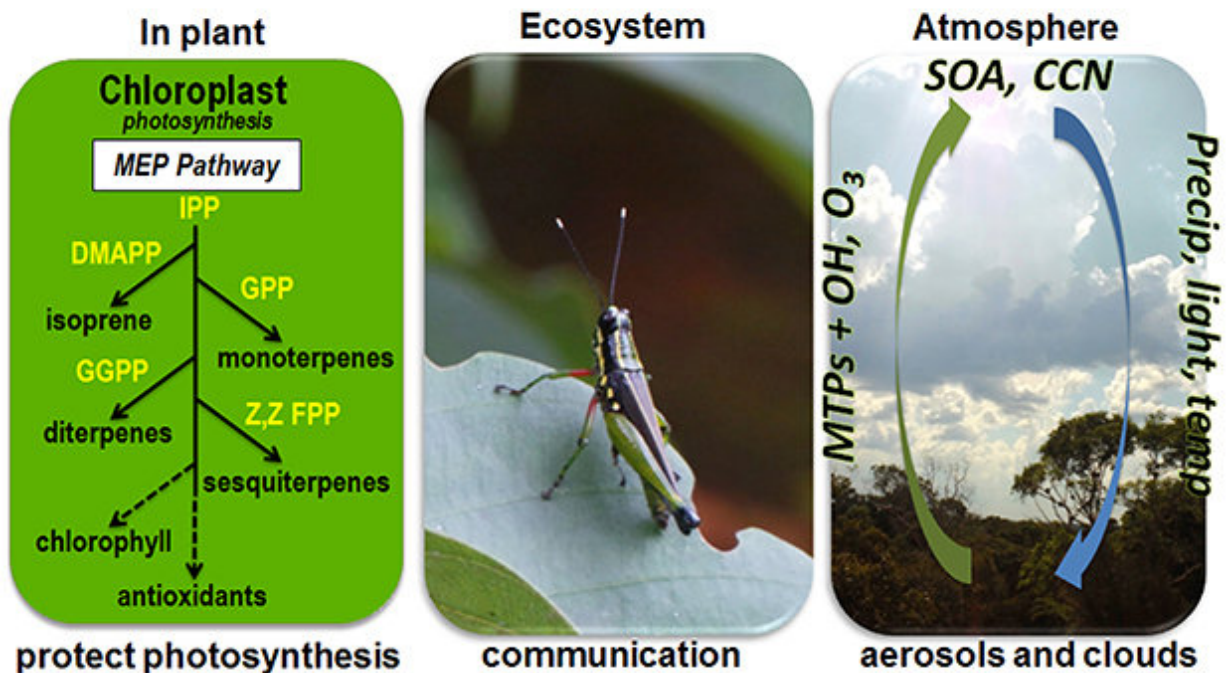 In plant
Chloroplast
photosynthesis
MEP Pathway
IPP
DMAPP
GPP
isoprene
monoterpenes
GGPP
Z,Z FPP
diterpenes
sesquiterpenes
chlorophyll
antioxidants
protect photosynthesis
Ecosystem
communication
Atmosphere
SOA, CCN
MTPs + OH, O₃
Precip, light, temp
aerosols and clouds